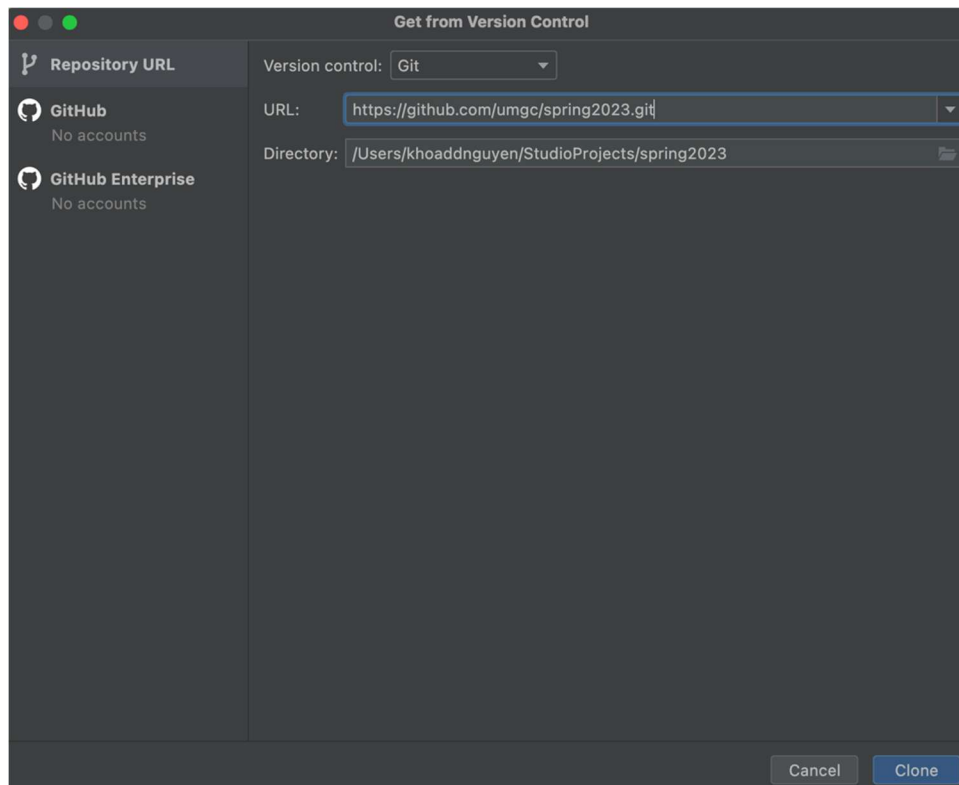 Get from Version Control
Repository URL
GitHub
No accounts
GitHub Enterprise
No accounts
Version control: Git
URL: https://github.com/umgc/spring2023.git
Directory: /Users/khoaddnguyen/StudioProjects/spring2023
Cancel Clone